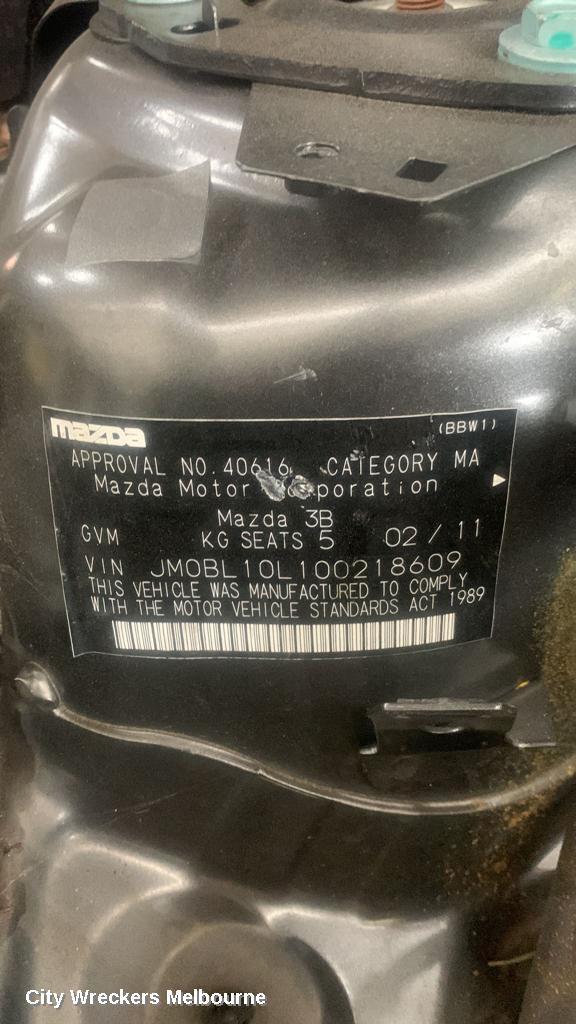 mazda (BBW1)
APPROVAL NO. 40616 CATEGORY MA
Mazda Motor poration
Mazda 3B
GVM KG SEATS 5 02 / 11
VIN JM0BL10L100218609
THIS VEHICLE WAS MANUFACTURED TO COMPLY
WITH THE MOTOR VEHICLE STANDARDS ACT 1989
City Wreckers Melbourne